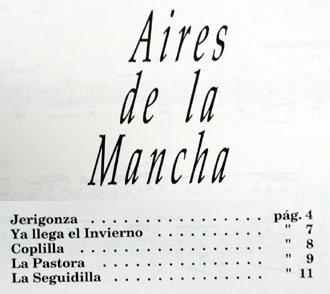 Aires
de la
Mancha
Jerigonza . . . . . . . . . . . . . . . pág. 4
Ya llega el Invierno . . . . . . . . . . " 7
Coplilla . . . . . . . . . . . . . . . . " 8
La Pastora . . . . . . . . . . . . . . . " 9
La Seguidilla . . . . . . . . . . . . . " 11